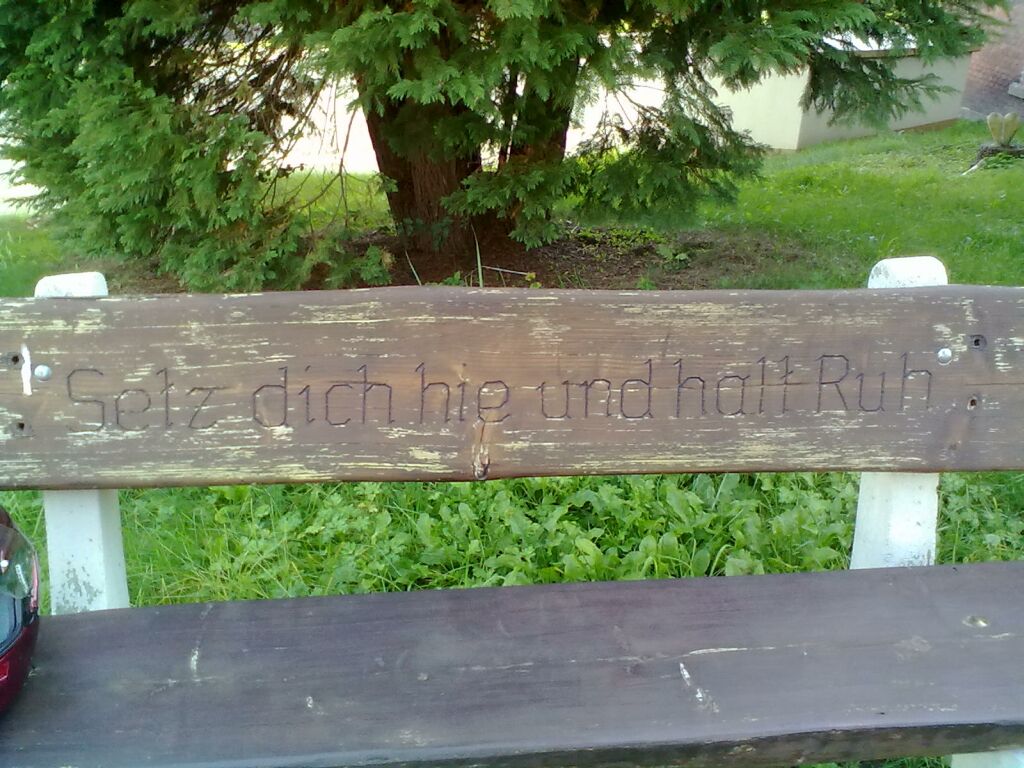 Setz dich hie und halt Ruh